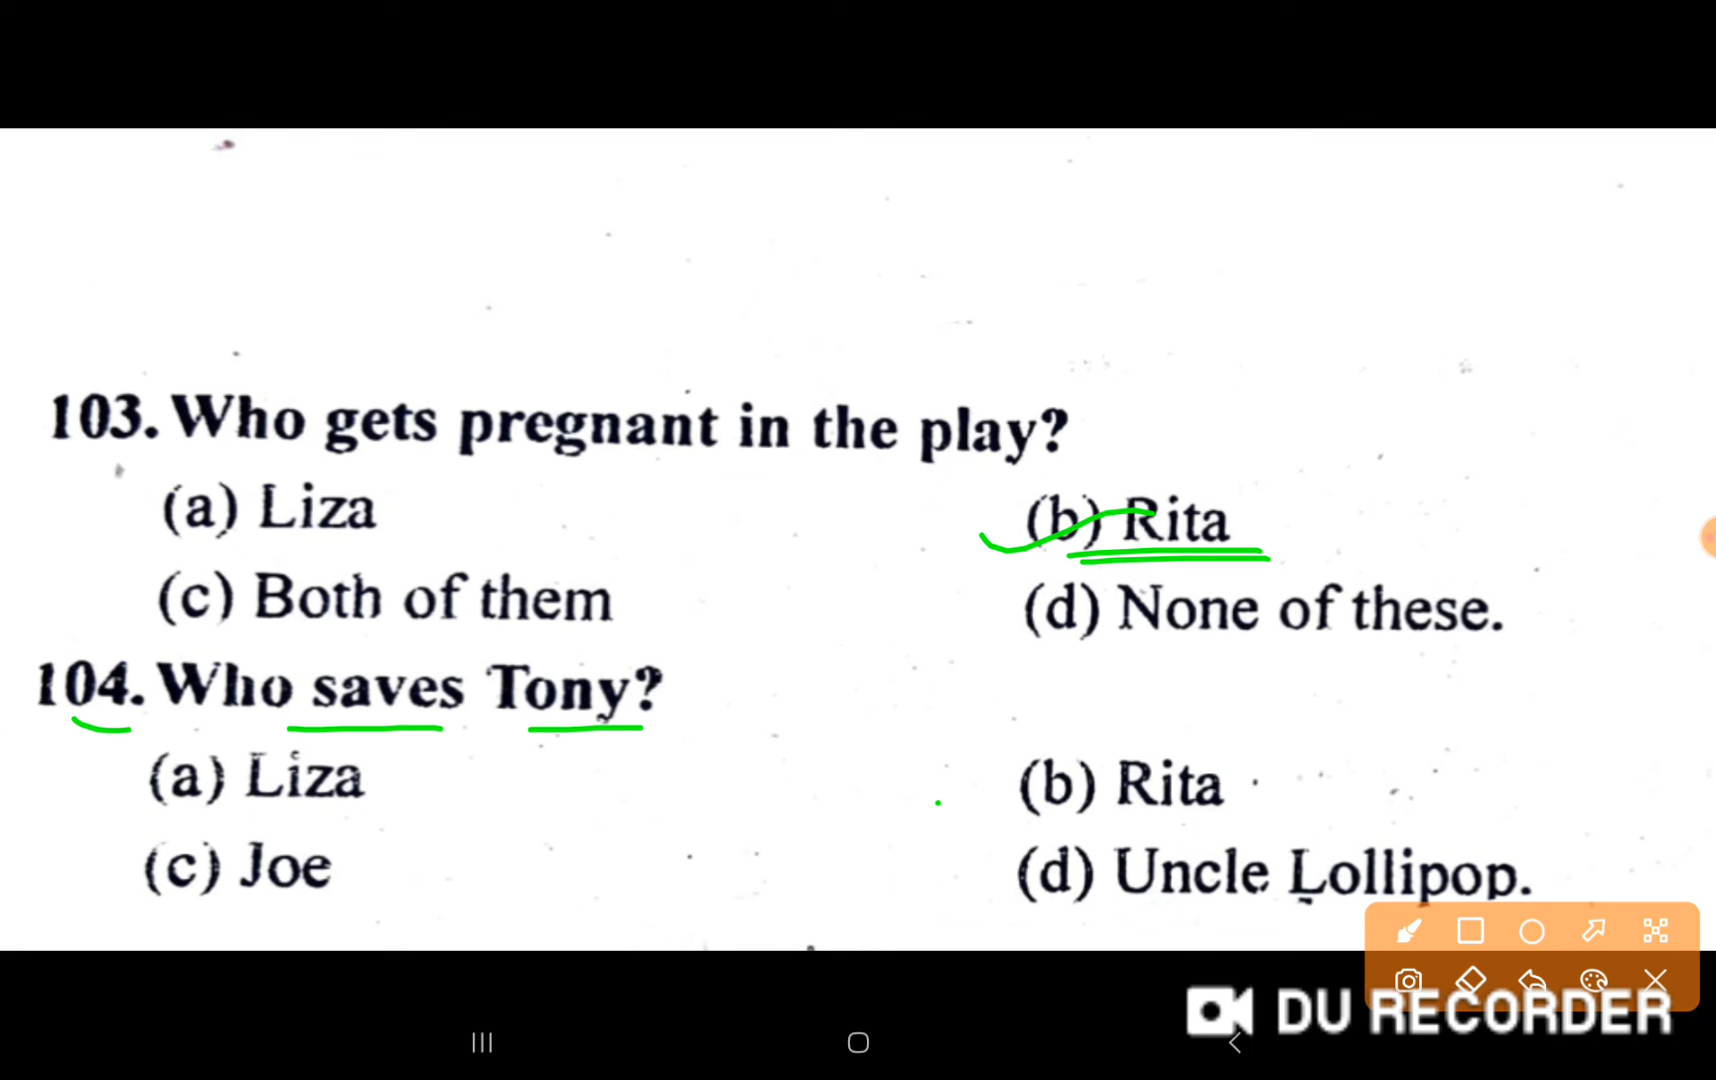 103. Who gets pregnant in the play?
(a) Liza (b) Rita
(c) Both of them (d) None of these.
104. Who saves Tony?
(a) Liza (b) Rita
(c) Joe (d) Uncle Lollipop.
DU RECORDER